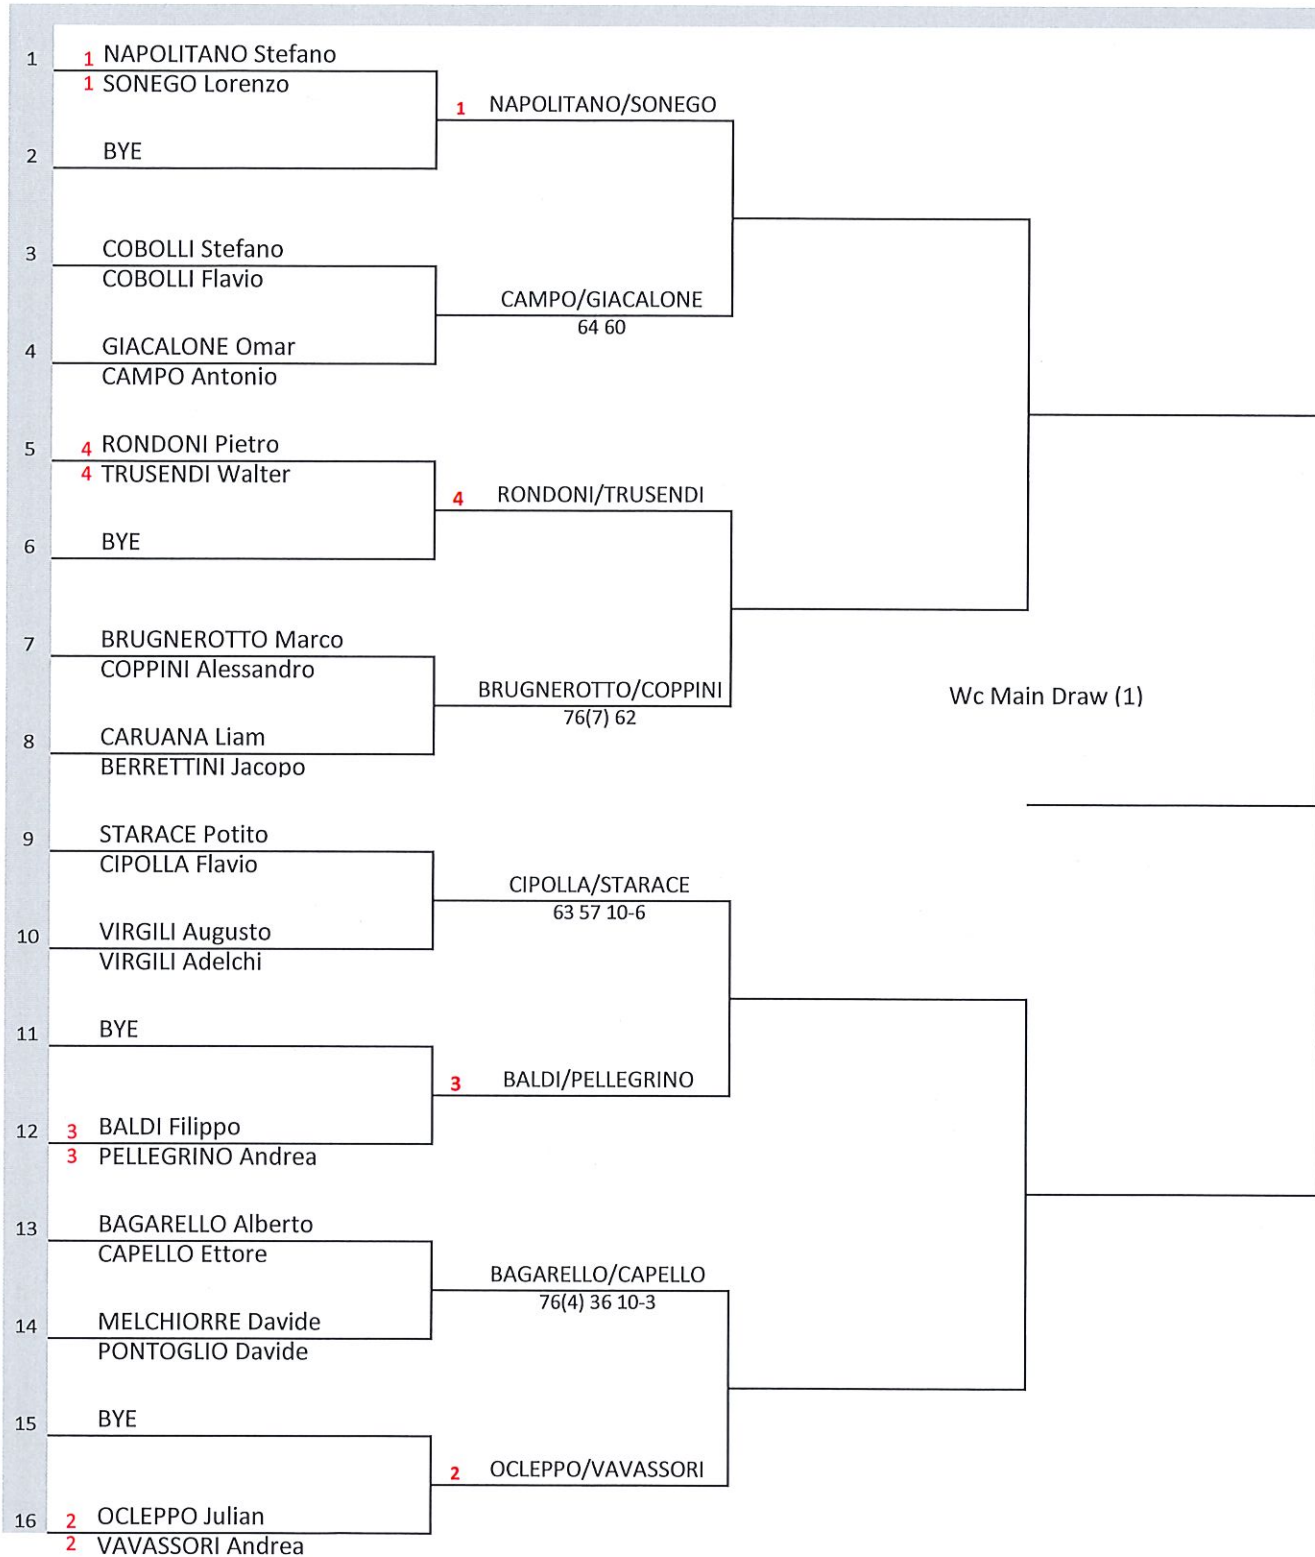 1 1 NAPOLITANO Stefano
1 SONEGO Lorenzo
1 NAPOLITANO/SONEGO
2 BYE
3 COBOLLI Stefano
COBOLLI Flavio
CAMPO/GIACALONE
64 60
4 GIACALONE Omar
CAMPO Antonio
5 4 RONDONI Pietro
4 TRUSENDI Walter
4 RONDONI/TRUSENDI
6 BYE
7 BRUGNEROTTO Marco
COPPINI Alessandro
BRUGNEROTTO/COPPINI
76(7) 62
Wc Main Draw (1)
8 CARUANA Liam
BERRETTINI Jacopo
9 STARACE Potito
CIPOLLA Flavio
CIPOLLA/STARACE
63 57 10-6
10 VIRGILI Augusto
VIRGILI Adelchi
11 BYE
3 BALDI/PELLEGRINO
12 3 BALDI Filippo
3 PELLEGRINO Andrea
13 BAGARELLO Alberto
CAPELLO Ettore
BAGARELLO/CAPELLO
76(4) 36 10-3
14 MELCHIORRE Davide
PONTOGLIO Davide
15 BYE
2 OCLEPPO/VAVASSORI
16 2 OCLEPPO Julian
2 VAVASSORI Andrea